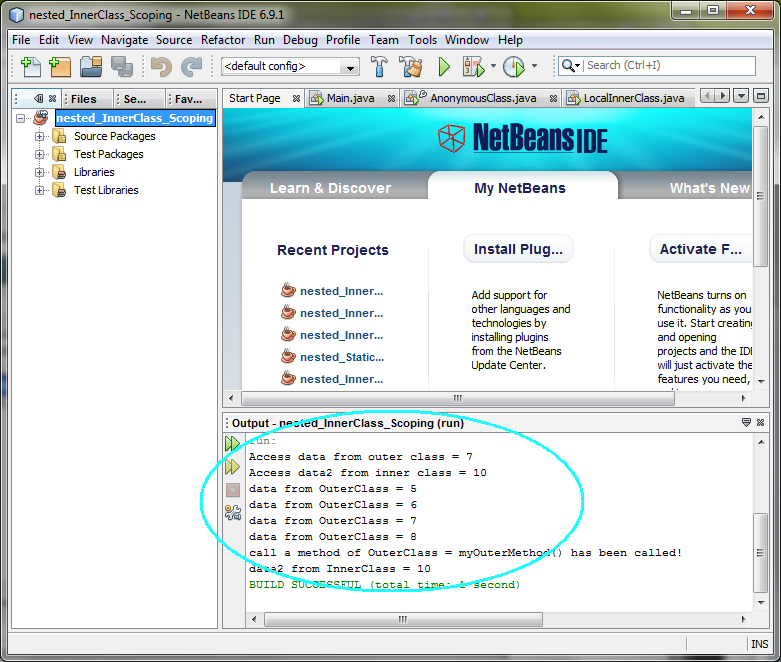 nested_InnerClass_Scoping - NetBeans IDE 6.9.1
File Edit View Navigate Source Refactor Run Debug Profile Team Tools Window Help
<default config>
Search (Ctrl+I)
Files Se... Fav...
nested_InnerClass_Scoping
Source Packages
Test Packages
Libraries
Test Libraries
Start Page Main.java AnonymousClass.java LocalInnerClass.java
NetBeans IDE
Learn & Discover My NetBeans What's New
Recent Projects
nested_Inner...
nested_Inner...
nested_Inner...
nested_Static...
nested_Inner...
Install Plug...
Add support for
other languages and
technologies by
installing plugins
from the NetBeans
Update Center.
Activate F...
NetBeans turns on
functionality as you
use it. Start creating
and opening
projects and the IDE
will just activate the
features you need,
Output - nested_InnerClass_Scoping (run)
run:
Access data from outer class = 7
Access data2 from inner class = 10
data from OuterClass = 5
data from OuterClass = 6
data from OuterClass = 7
data from OuterClass = 8
call a method of OuterClass = myOuterMethod() has been called!
data2 from InnerClass = 10
BUILD SUCCESSFUL (total time: 1 second)
INS